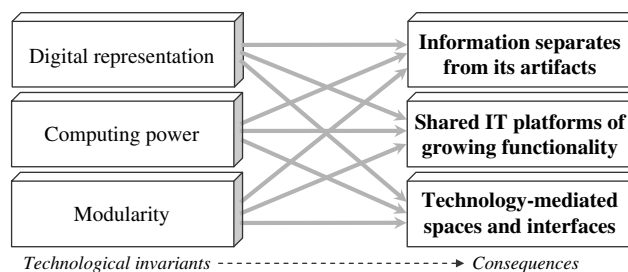 Digital representation
Information separates
from its artifacts
Computing power
Shared IT platforms of
growing functionality
Modularity
Technology-mediated
spaces and interfaces
Technological invariants
Consequences